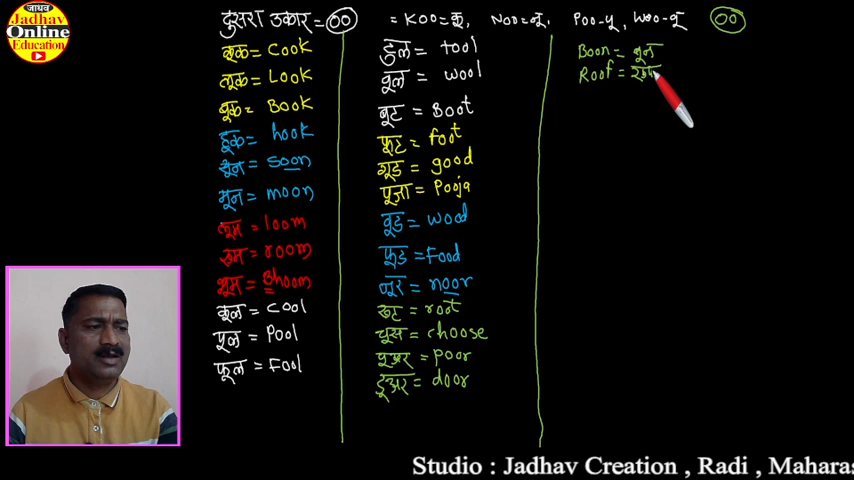 जाधव
Jadhav
Online
Education
दुसरा उकार = OO = KOO = कू, NOO = नू, POO - पू, WOO - वू OO
कूक = Cook
लूक = Look
बूक = Book
हूक = hook
सून = soon
मून = moon
लूम = loom
रूम = room
भूम = Bhoom
कूल = Cool
पूल = Pool
फूल = Fool
टुल = tool
वूल = wool
बूट = Boot
फूट = foot
गूड = good
पूजा = Pooja
वूड = wood
फूड = Food
नूर = noor
रूट = root
चूस = choose
पूअर = poor
डूअर = door
Boon = बून
Roof =
Studio : Jadhav Creation , Radi , Maharas